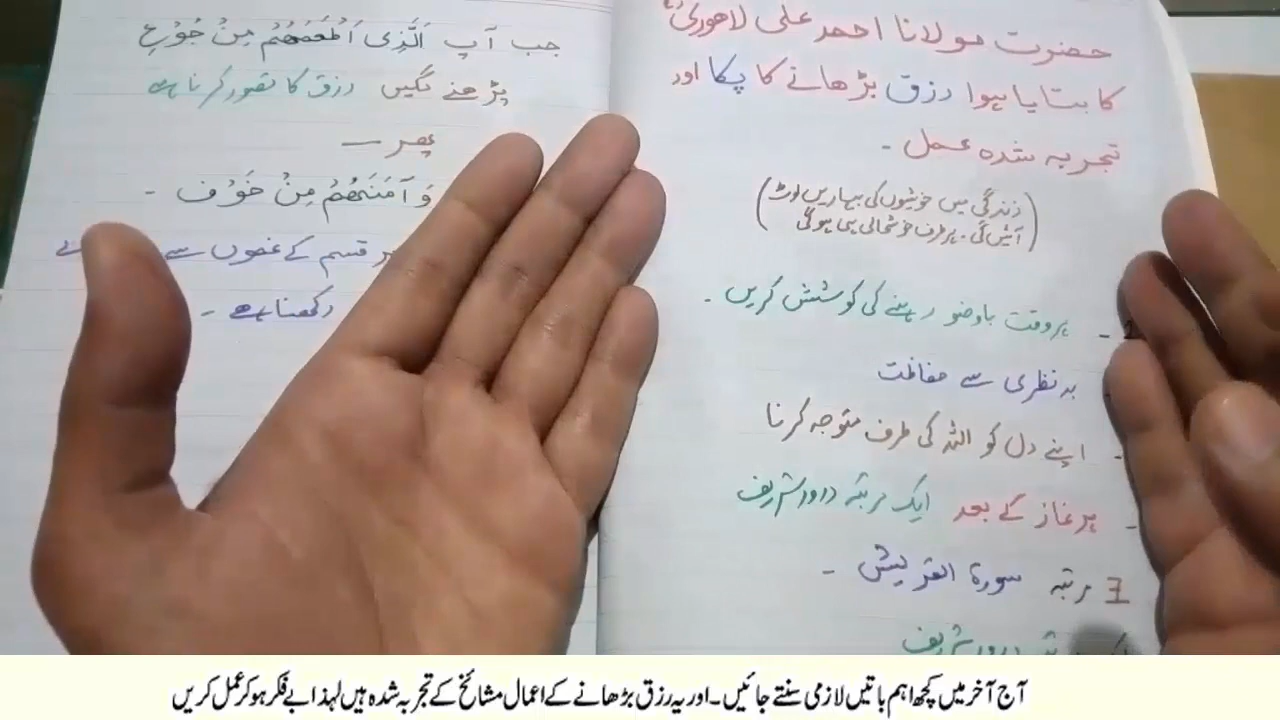 حضرت مولانا احمد علی لاھوریؒ
کا بتایا ہوا رزق بڑھانے کا پکا اور
تجربہ شدہ عمل -
(زندگی میں خوشیوں کی بہاریں لوٹ
آئیں گی. ہر طرف خوشحالی ہی ہوگی)
ہر وقت باوضو رہنے کی کوشش کریں -
بد نظری سے حفاظت
اپنے دل کو اللہ کی طرف متوجہ کرنا
ہر نماز کے بعد ایک مرتبہ درود شریف
7 مرتبہ سورۃ القریش -
درود شریف
جب آپ اَلَّذِی اَطْعَمَھُمْ مِنْ جُوْعٍ
پڑھنے لگیں رزق کا تصور کرنا ہے
پھر —
وَ آمَنَھُمْ مِنْ خَوْف -
ہر قسم کے غموں سے
رکھنا ہے -
آج آخر میں کچھ اہم باتیں لازمی سنتے جائیں۔ اور یہ رزق بڑھانے کے اعمال مشائخ کے تجربہ شدہ ہیں لہذا بے فکر ہو کر عمل کریں